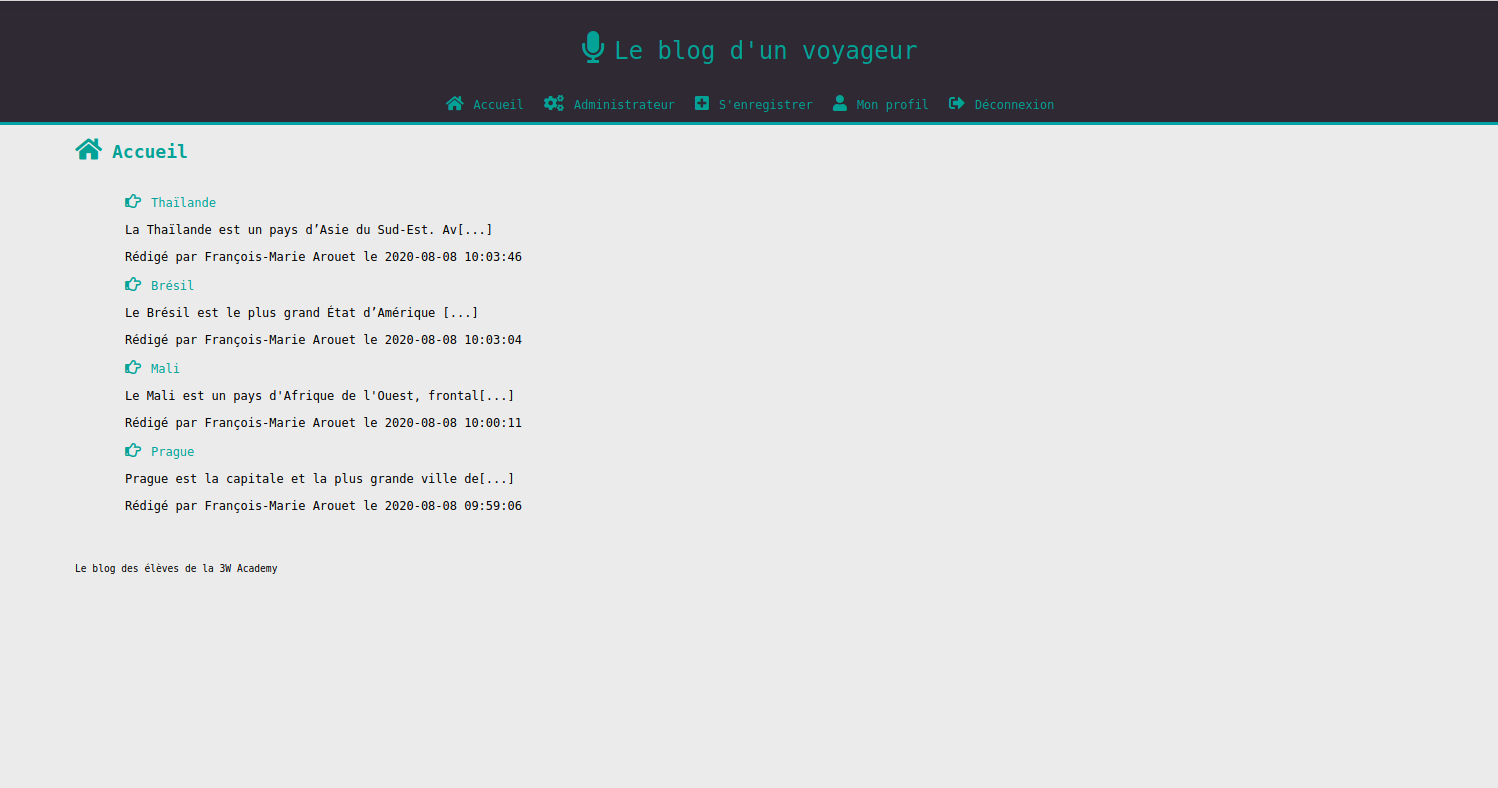 Le blog d'un voyageur
Accueil Administrateur S'enregistrer Mon profil Déconnexion
Accueil
Thaïlande
La Thaïlande est un pays d’Asie du Sud-Est. Av[...]
Rédigé par François-Marie Arouet le 2020-08-08 10:03:46
Brésil
Le Brésil est le plus grand État d’Amérique [...]
Rédigé par François-Marie Arouet le 2020-08-08 10:03:04
Mali
Le Mali est un pays d'Afrique de l'Ouest, frontal[...]
Rédigé par François-Marie Arouet le 2020-08-08 10:00:11
Prague
Prague est la capitale et la plus grande ville de[...]
Rédigé par François-Marie Arouet le 2020-08-08 09:59:06
Le blog des élèves de la 3W Academy